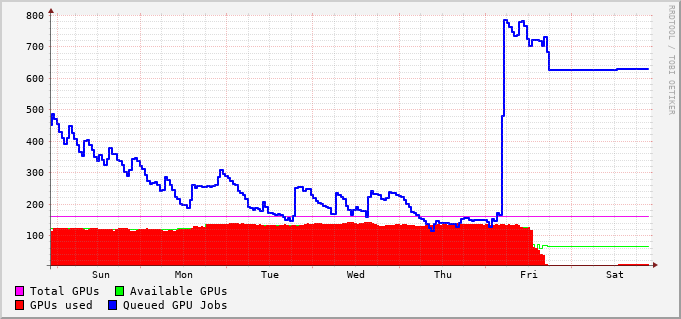 800
700
600
500
400
300
200
100
Sun Mon Tue Wed Thu Fri Sat
Total GPUs Available GPUs
GPUs used Queued GPU Jobs
RRDTOOL / TOBI OETIKER